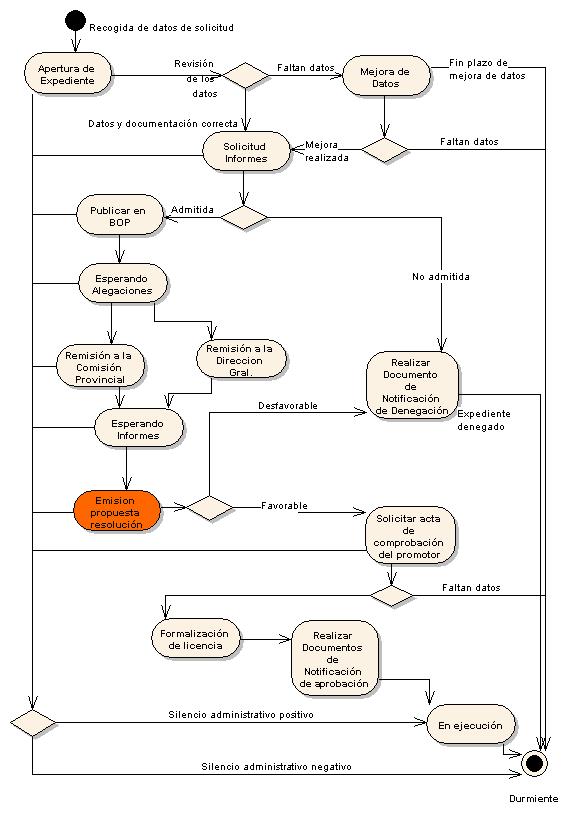 Recogida de datos de solicitud
Apertura de
Expediente
Revisión
de los
datos
Faltan datos
Mejora de
Datos
Fin plazo de
mejora de datos
Datos y documentación correcta
Solicitud
Informes
Mejora
realizada
Faltan datos
Publicar en
BOP
Admitida
No admitida
Esperando
Alegaciones
Remisión a la
Comisión
Provincial
Remisión a la
Direccion
Gral.
Realizar
Documento
de
Notificación
de Denegación
Expediente
denegado
Esperando
Informes
Desfavorable
Emision
propuesta
resolución
Favorable
Solicitar acta
de
comprobación
del promotor
Faltan datos
Formalización
de licencia
Realizar
Documentos
de
Notificación
de aprobación
Silencio administrativo positivo
En ejecución
Silencio administrativo negativo
Durmiente